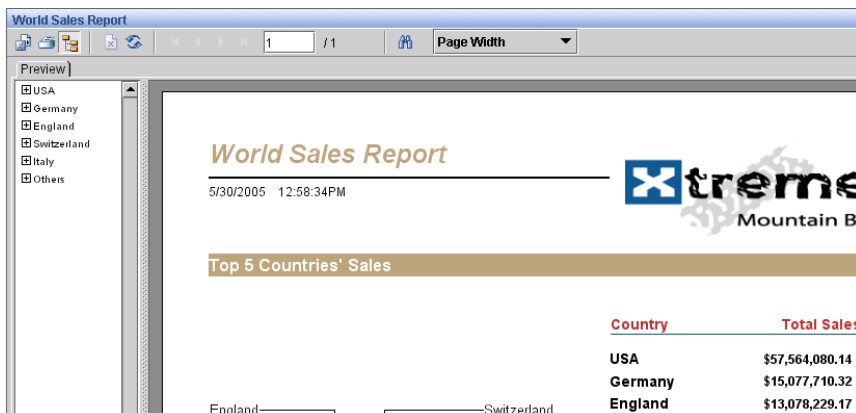 World Sales Report
1 / 1 Page Width
Preview
USA
Germany
England
Switzerland
Italy
Others
World Sales Report
5/30/2005 12:58:34PM
Xtreme
Mountain B
Top 5 Countries' Sales
Country Total Sales
USA $57,564,080.14
Germany $15,077,710.32
England $13,078,229.17
England Switzerland